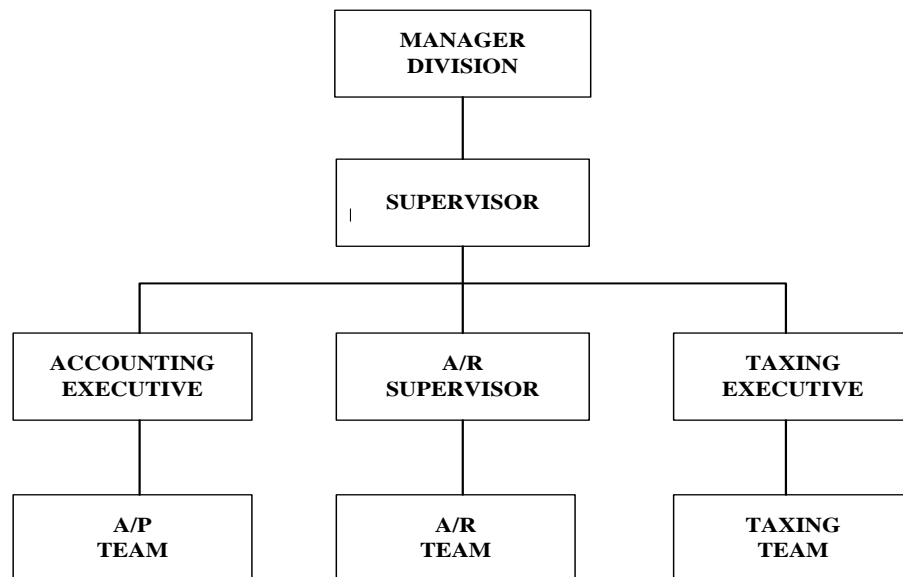 MANAGER
DIVISION
SUPERVISOR
ACCOUNTING
EXECUTIVE
A/R
SUPERVISOR
TAXING
EXECUTIVE
A/P
TEAM
A/R
TEAM
TAXING
TEAM